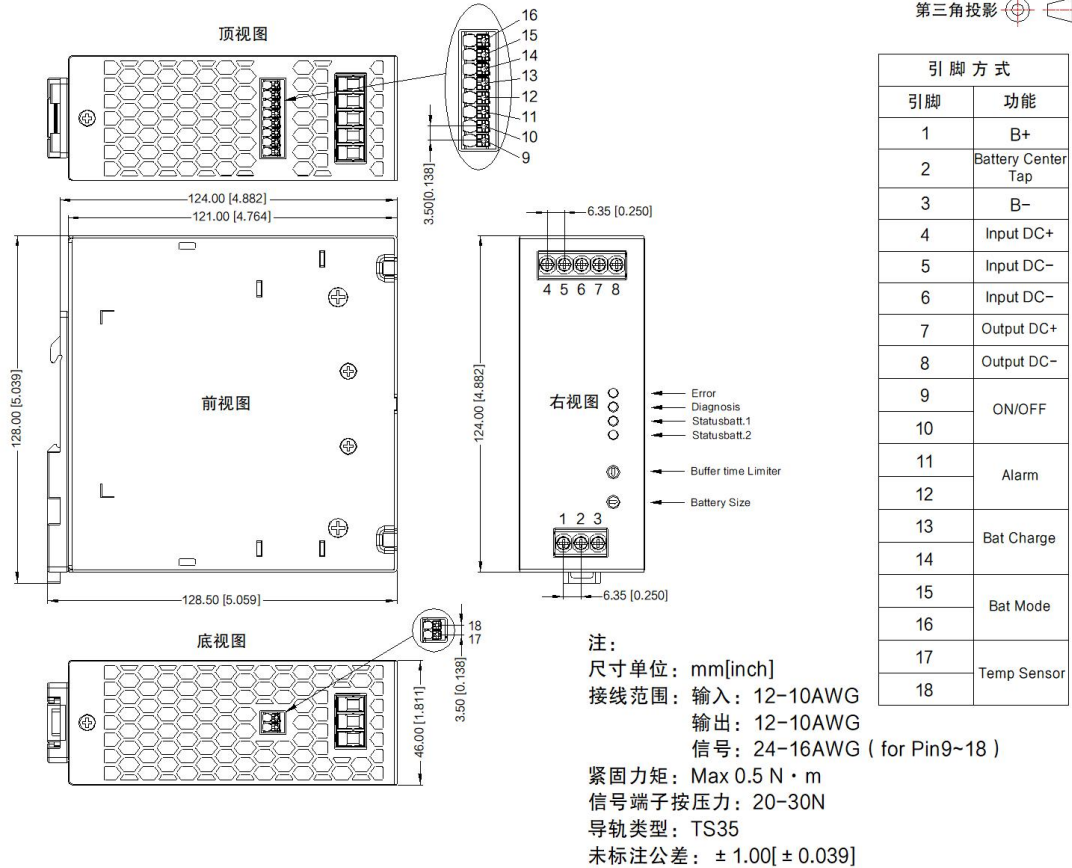 第三角投影
顶视图
16
15
14
13
12
11
10
9
3.50[0.138]
124.00 [4.882]
121.00 [4.764]
128.00 [5.039]
前视图
128.50 [5.059]
6.35 [0.250]
4 5 6 7 8
124.00 [4.882]
右视图
Error
Diagnosis
Statusbatt.1
Statusbatt.2
Buffer time Limiter
Battery Size
1 2 3
6.35 [0.250]
底视图
18
17
3.50 [0.138]
46.00 [1.811]
引脚方式
引脚 功能
1 B+
2 Battery Center
Tap
3 B-
4 Input DC+
5 Input DC-
6 Input DC-
7 Output DC+
8 Output DC-
9
10
ON/OFF
11
12
Alarm
13
14
Bat Charge
15
16
Bat Mode
17
18
Temp Sensor
注：
尺寸单位：mm[inch]
接线范围：输入：12-10AWG
输出：12-10AWG
信号：24-16AWG（for Pin9~18）
紧固力矩：Max 0.5 N·m
信号端子按压力：20-30N
导轨类型：TS35
未标注公差：±1.00[±0.039]